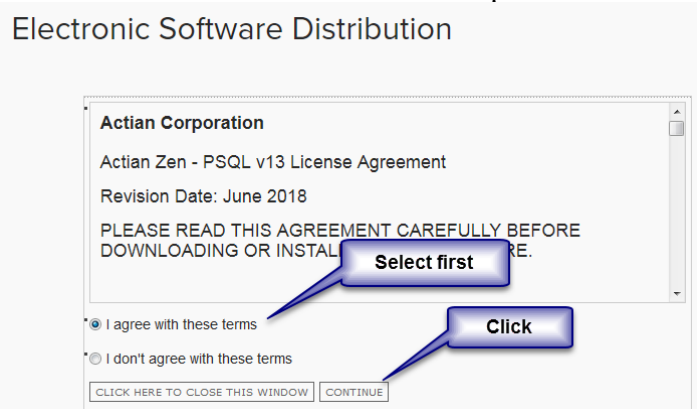 Electronic Software Distribution
Actian Corporation
Actian Zen - PSQL v13 License Agreement
Revision Date: June 2018
PLEASE READ THIS AGREEMENT CAREFULLY BEFORE
DOWNLOADING OR INSTAL RE.
Select first
I agree with these terms
Click
I don't agree with these terms
CLICK HERE TO CLOSE THIS WINDOW CONTINUE